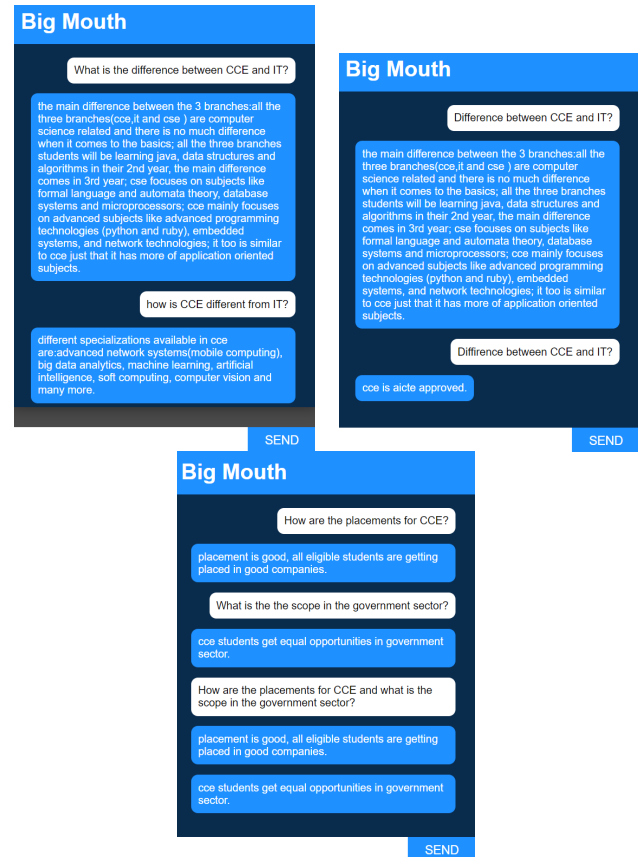 Big Mouth
What is the difference between CCE and IT?
the main difference between the 3 branches:all the
three branches(cce,it and cse ) are computer
science related and there is no much difference
when it comes to the basics; all the three branches
students will be learning java, data structures and
algorithms in their 2nd year, the main difference
comes in 3rd year; cse focuses on subjects like
formal language and automata theory, database
systems and microprocessors; cce mainly focuses
on advanced subjects like advanced programming
technologies (python and ruby), embedded
systems, and network technologies; it too is similar
to cce just that it has more of application oriented
subjects.
how is CCE different from IT?
different specializations available in cce
are:advanced network systems(mobile computing),
big data analytics, machine learning, artificial
intelligence, soft computing, computer vision and
many more.
SEND
Big Mouth
Difference between CCE and IT?
the main difference between the 3 branches:all the
three branches(cce,it and cse ) are computer
science related and there is no much difference
when it comes to the basics; all the three branches
students will be learning java, data structures and
algorithms in their 2nd year, the main difference
comes in 3rd year; cse focuses on subjects like
formal language and automata theory, database
systems and microprocessors; cce mainly focuses
on advanced subjects like advanced programming
technologies (python and ruby), embedded
systems, and network technologies; it too is similar
to cce just that it has more of application oriented
subjects.
Diffirence between CCE and IT?
cce is aicte approved.
SEND
Big Mouth
How are the placements for CCE?
placement is good, all eligible students are getting
placed in good companies.
What is the the scope in the government sector?
cce students get equal opportunities in government
sector.
How are the placements for CCE and what is the
scope in the government sector?
placement is good, all eligible students are getting
placed in good companies.
cce students get equal opportunities in government
sector.
SEND